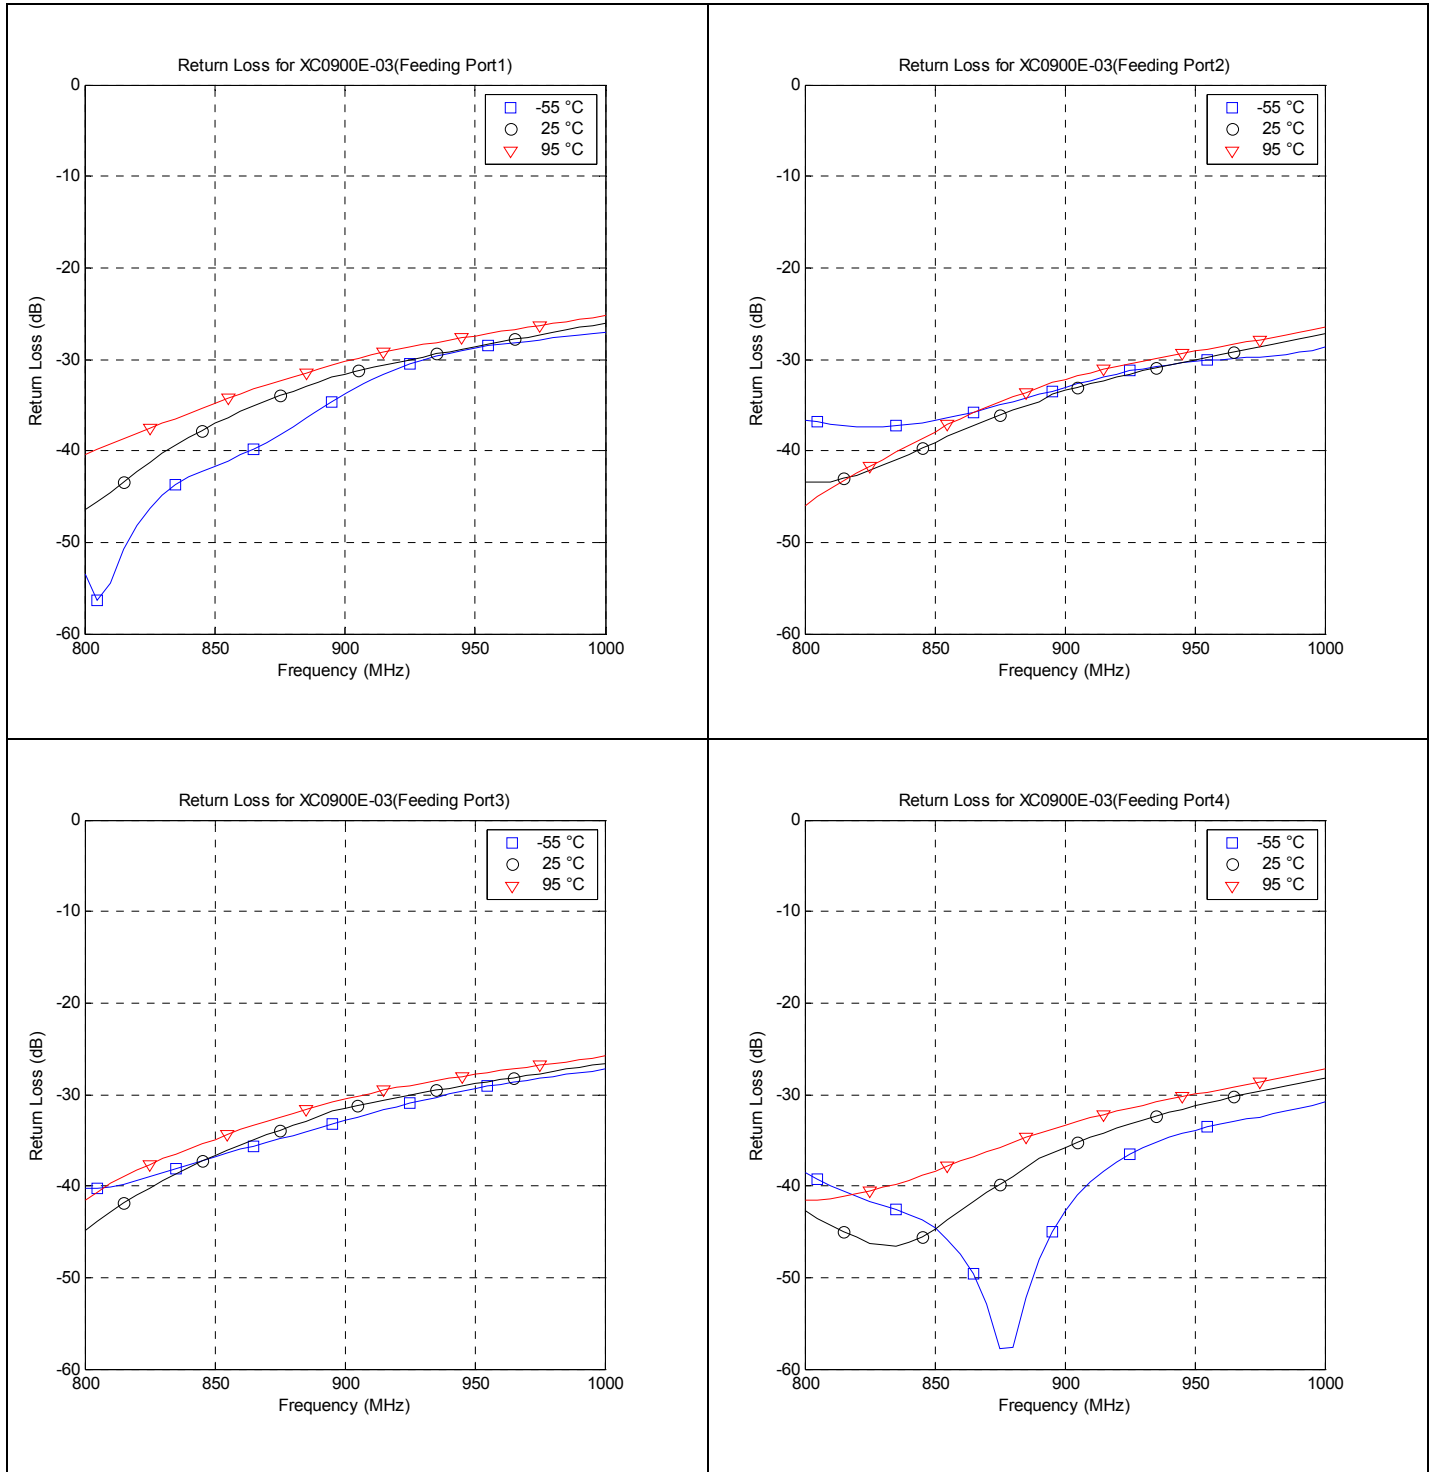 Return Loss for XC0900E-03(Feeding Port1)
0
-10
-20
-30
-40
-50
-60
800 850 900 950 1000
Return Loss (dB)
Frequency (MHz)
-55 °C
25 °C
95 °C
Return Loss for XC0900E-03(Feeding Port2)
0
-10
-20
-30
-40
-50
-60
800 850 900 950 1000
Return Loss (dB)
Frequency (MHz)
-55 °C
25 °C
95 °C
Return Loss for XC0900E-03(Feeding Port3)
0
-10
-20
-30
-40
-50
-60
800 850 900 950 1000
Return Loss (dB)
Frequency (MHz)
-55 °C
25 °C
95 °C
Return Loss for XC0900E-03(Feeding Port4)
0
-10
-20
-30
-40
-50
-60
800 850 900 950 1000
Return Loss (dB)
Frequency (MHz)
-55 °C
25 °C
95 °C